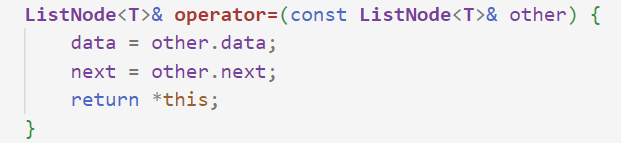 ListNode<T>& operator=(const ListNode<T>& other) {
    data = other.data;
    next = other.next;
    return *this;
}